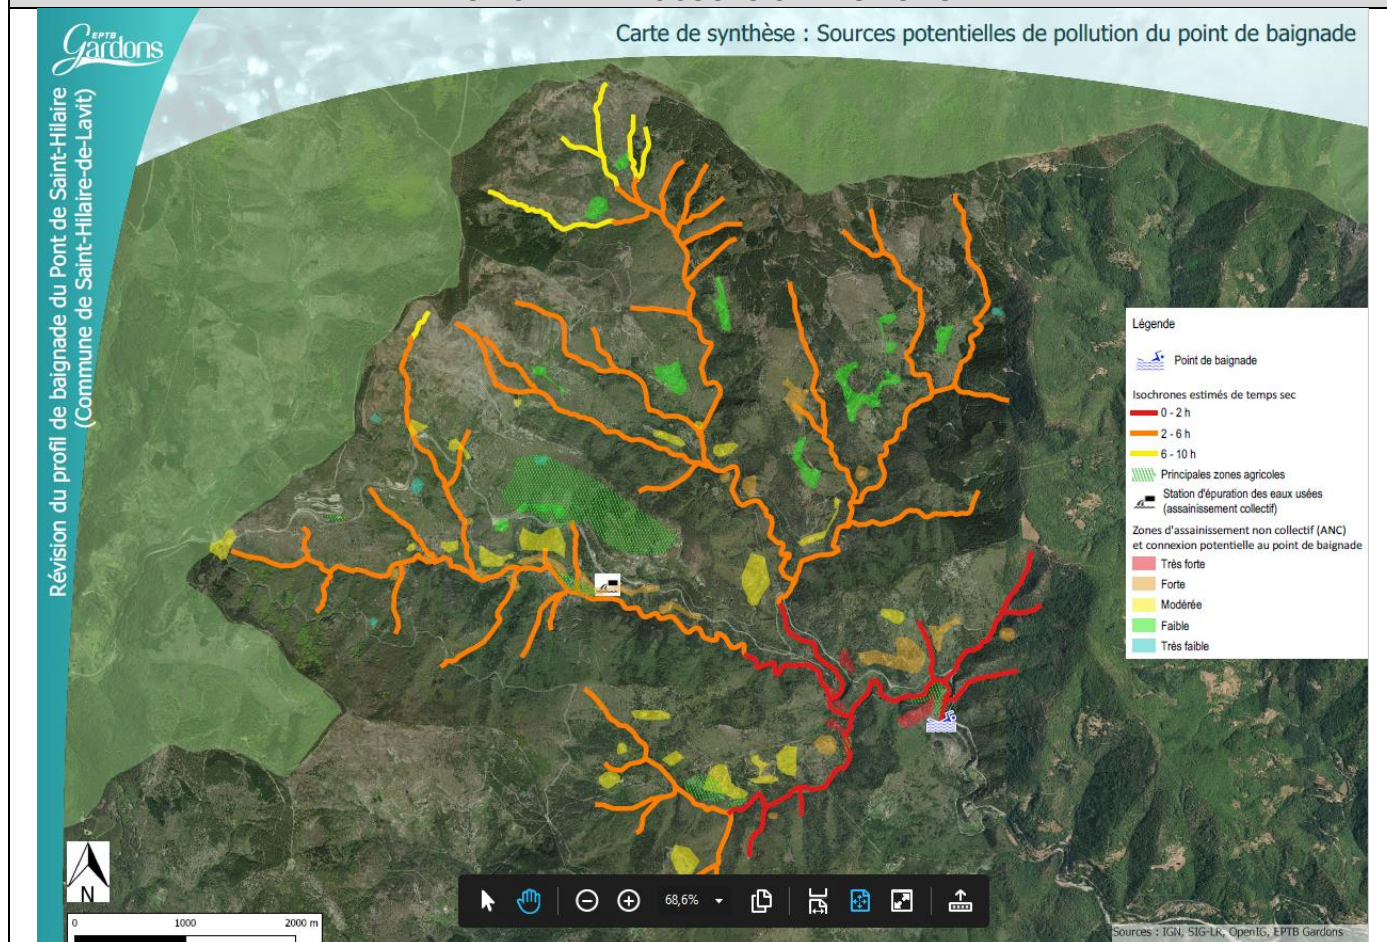 Carte de synthèse : Sources potentielles de pollution du point de baignade
EPTB
Gardons
Révision du profil de baignade du Pont de Saint-Hilaire
(Commune de Saint-Hilaire-de-Lavit)
Légende
Point de baignade
Isochrones estimés de temps sec
0 - 2 h
2 - 6 h
6 - 10 h
Principales zones agricoles
Station d'épuration des eaux usées
(assainissement collectif)
Zones d'assainissement non collectif (ANC)
et connexion potentielle au point de baignade
Très forte
Forte
Modérée
Faible
Très faible
N
0 1000 2000 m
68,6%
Sources : IGN, SIG-LR, OpenIG, EPTB Gardons